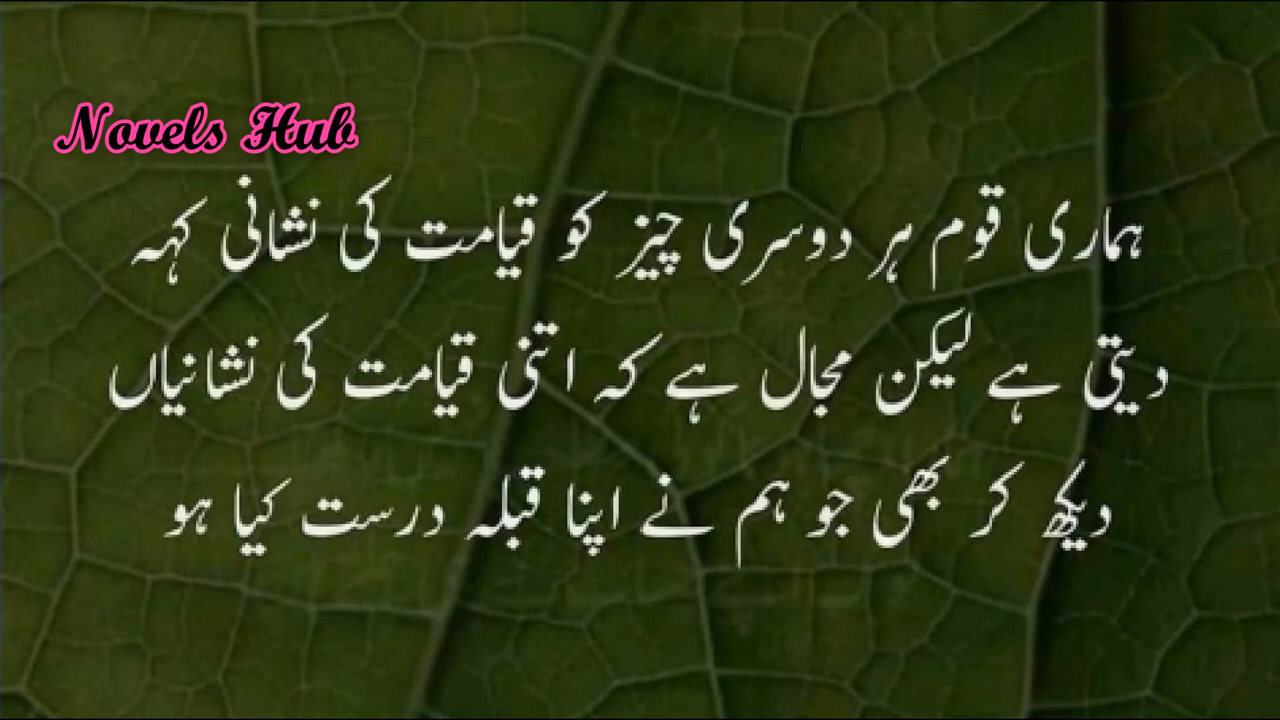 Novels Hub
ہماری قوم ہر دوسری چیز کو قیامت کی نشانی کہہ
دیتی ہے لیکن مجال ہے کہ اتنی قیامت کی نشانیاں
دیکھ کر بھی جو ہم نے اپنا قبلہ درست کیا ہو